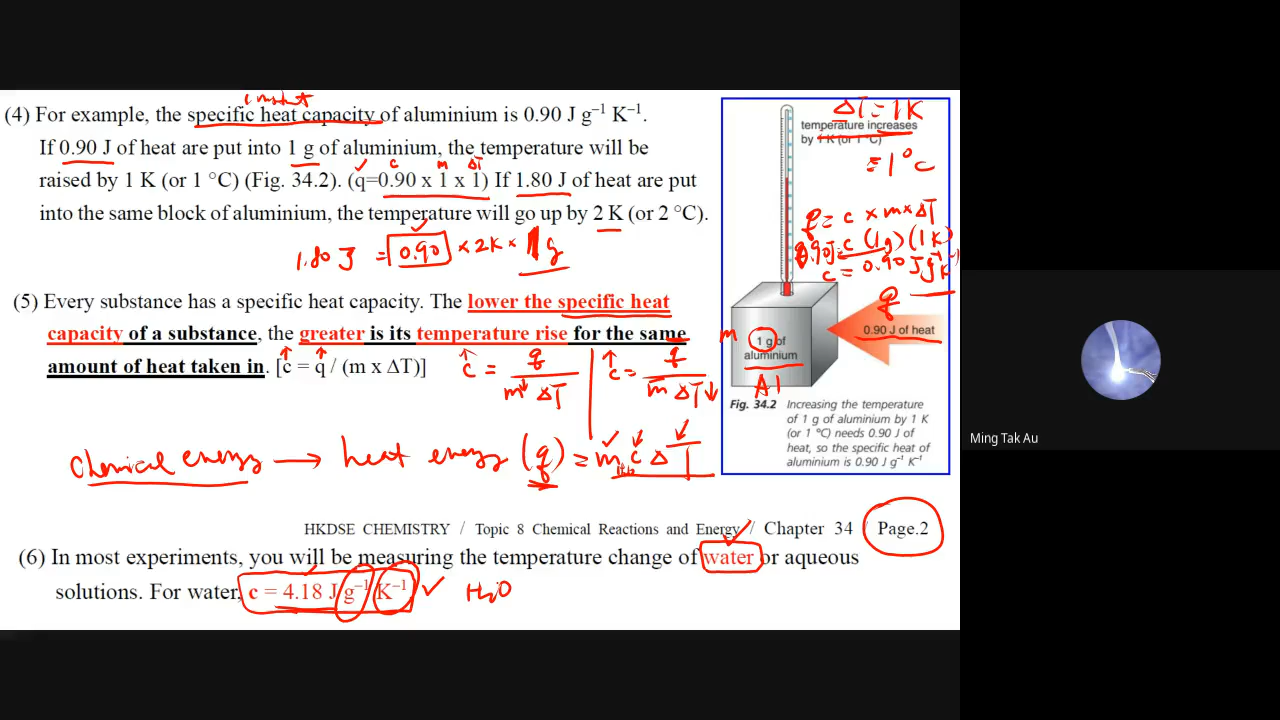 constant
(4) For example, the specific heat capacity of aluminium is 0.90 J g⁻¹ K⁻¹.
If 0.90 J of heat are put into 1 g of aluminium, the temperature will be
c m ΔT
raised by 1 K (or 1 °C) (Fig. 34.2). (q=0.90 x 1 x 1) If 1.80 J of heat are put
into the same block of aluminium, the temperature will go up by 2 K (or 2 °C).
1.80 J = 0.90 × 2K × 1g
(5) Every substance has a specific heat capacity. The lower the specific heat
capacity of a substance, the greater is its temperature rise for the same
amount of heat taken in. [c = q / (m x ΔT)]
c = q / m ΔT
c = q / m ΔT
chemical energy → heat energy (q) = m c ΔT
ΔT = 1K
temperature increases
by 1 K (or 1 °C)
= 1°C
q = c × m × ΔT
0.90J = c (1g) (1K)
c = 0.90 J g⁻¹ K⁻¹
q
0.90 J of heat
m
1 g of
aluminium
Al
Fig. 34.2 Increasing the temperature
of 1 g of aluminium by 1 K
(or 1 °C) needs 0.90 J of
heat, so the specific heat of
aluminium is 0.90 J g⁻¹ K⁻¹
HKDSE CHEMISTRY / Topic 8 Chemical Reactions and Energy / Chapter 34 / Page.2
(6) In most experiments, you will be measuring the temperature change of water or aqueous
solutions. For water, c = 4.18 J g⁻¹ K⁻¹ H₂O
Ming Tak Au